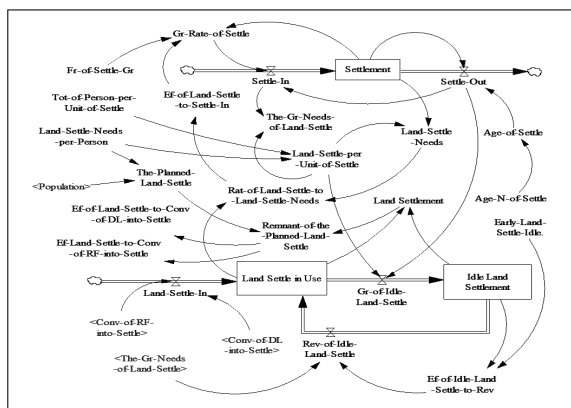 Gr-Rate-of-Settle
Fr-of-Settle-Gr
Settle-In
Settlement
Settle-Out
Ef-of-Land-Settle
-to-Settle-In
Tot-of-Person-per-
Unit-of-Settle
The-Gr-Needs
-of-Land-Settle
Land-Settle
-Needs
Age-of-Settle
Land-Settle-Needs
-per-Person
Land-Settle-per
-Unit-of-Settle
The-Planned-
Land-Settle
<Population>
Rat-of-Land-Settle-to
-Land-Settle-Needs
Land Settlement
Age-N-of-Settle
Ef-of-Land-Settle-to-Conv
-of-DL-into-Settle
Remnant-of-the
-Planned-Land-
Settle
Early-Land-
Settle-Idle.
Ef-Land-Settle-to-Conv
-of-RF-into-Settle
Land-Settle-In
Land Settle in Use
Gr-of-Idle-
Land-Settle
Idle Land
Settlement
<Conv-of-RF-
into-Settle>
<Conv-of-DL
-into-Settle>
Rev-of-Idle-
Land-Settle
<The-Gr-Needs
-of-Land-Settle>
Ef-of-Idle-Land
-Settle-to-Rev